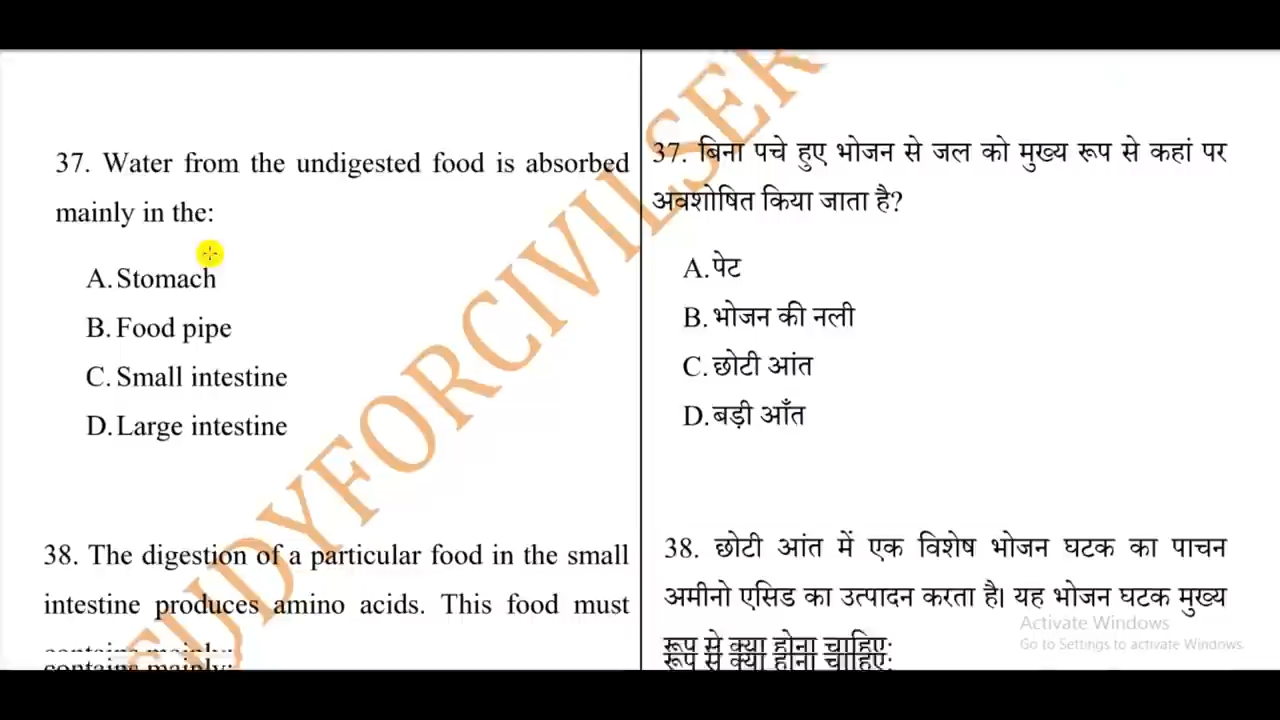 37. Water from the undigested food is absorbed
mainly in the:
A. Stomach
B. Food pipe
C. Small intestine
D. Large intestine
38. The digestion of a particular food in the small
intestine produces amino acids. This food must
contains mainly:
37. बिना पचे हुए भोजन से जल को मुख्य रूप से कहां पर
अवशोषित किया जाता है?
A. पेट
B. भोजन की नली
C. छोटी आंत
D. बड़ी आँत
38. छोटी आंत में एक विशेष भोजन घटक का पाचन
अमीनो एसिड का उत्पादन करता है। यह भोजन घटक मुख्य
रूप से क्या होना चाहिए:
STUDYFORCIVILSER
Activate Windows
Go to Settings to activate Windows.